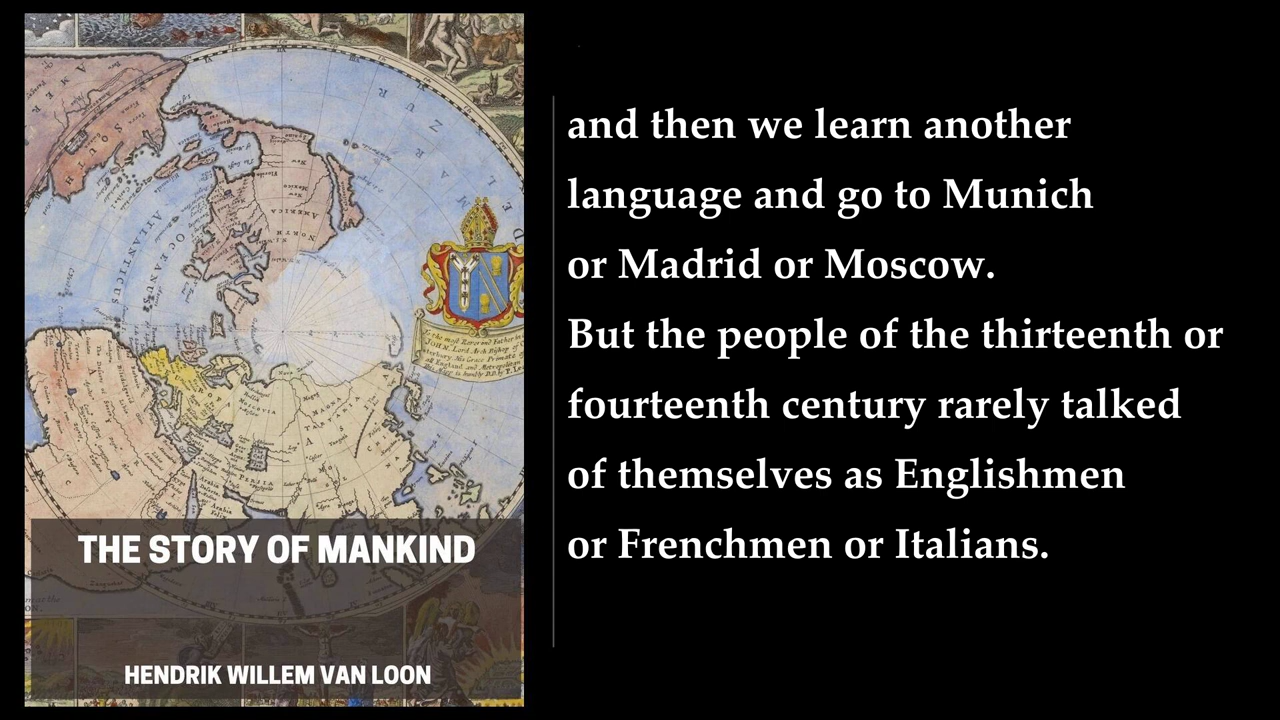 and then we learn another
language and go to Munich
or Madrid or Moscow.
But the people of the thirteenth or
fourteenth century rarely talked
of themselves as Englishmen
or Frenchmen or Italians.
THE STORY OF MANKIND
HENDRIK WILLEM VAN LOON